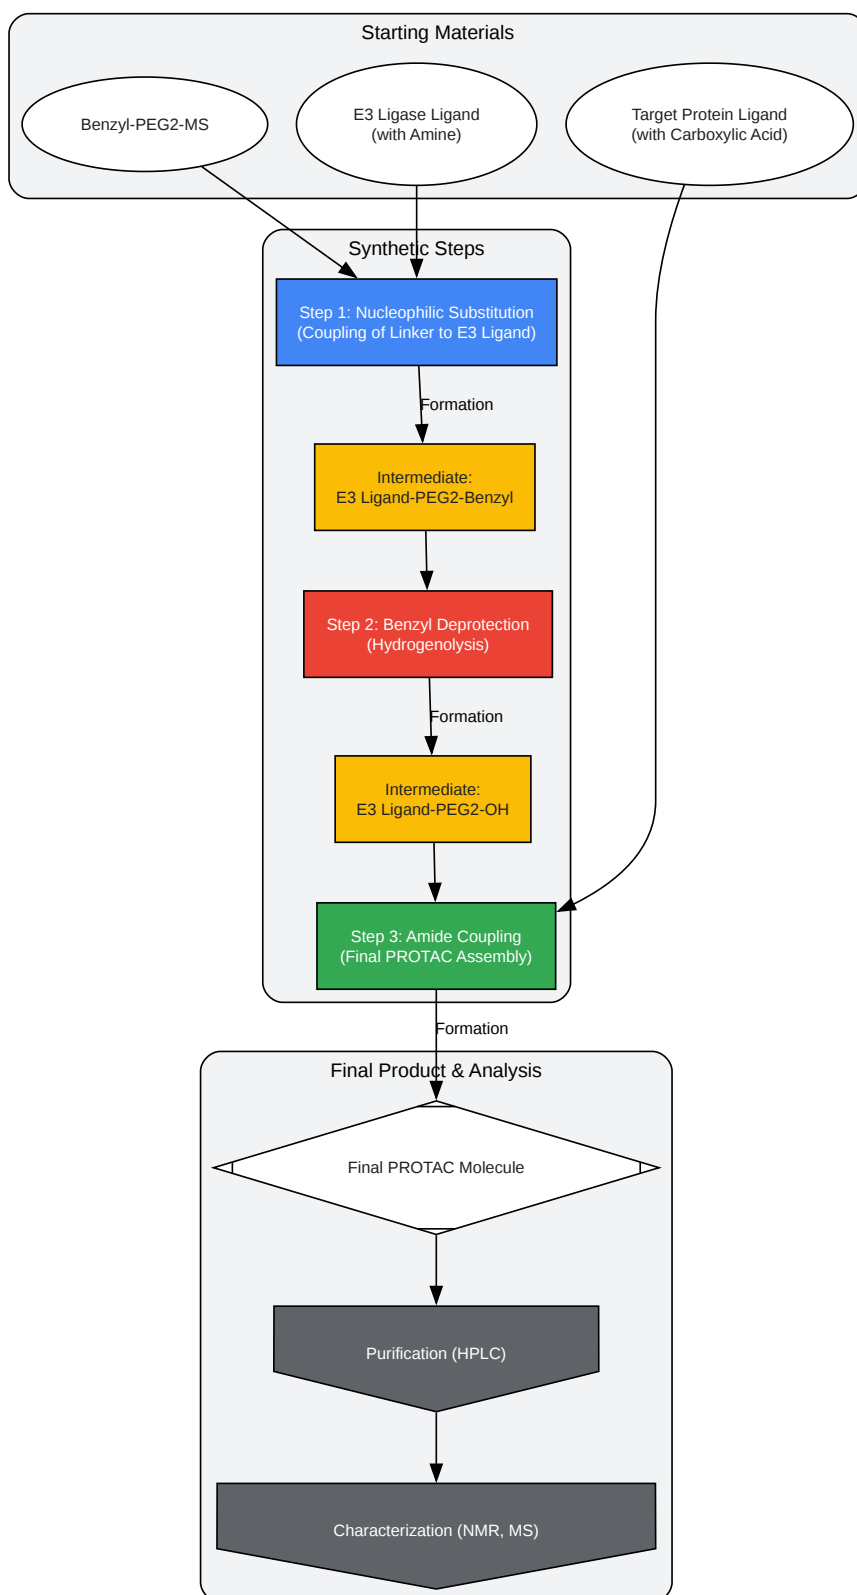 Starting Materials
Benzyl-PEG2-MS
E3 Ligase Ligand
(with Amine)
Target Protein Ligand
(with Carboxylic Acid)
Synthetic Steps
Step 1: Nucleophilic Substitution
(Coupling of Linker to E3 Ligand)
Formation
Intermediate:
E3 Ligand-PEG2-Benzyl
Step 2: Benzyl Deprotection
(Hydrogenolysis)
Formation
Intermediate:
E3 Ligand-PEG2-OH
Step 3: Amide Coupling
(Final PROTAC Assembly)
Formation
Final Product & Analysis
Final PROTAC Molecule
Purification (HPLC)
Characterization (NMR, MS)